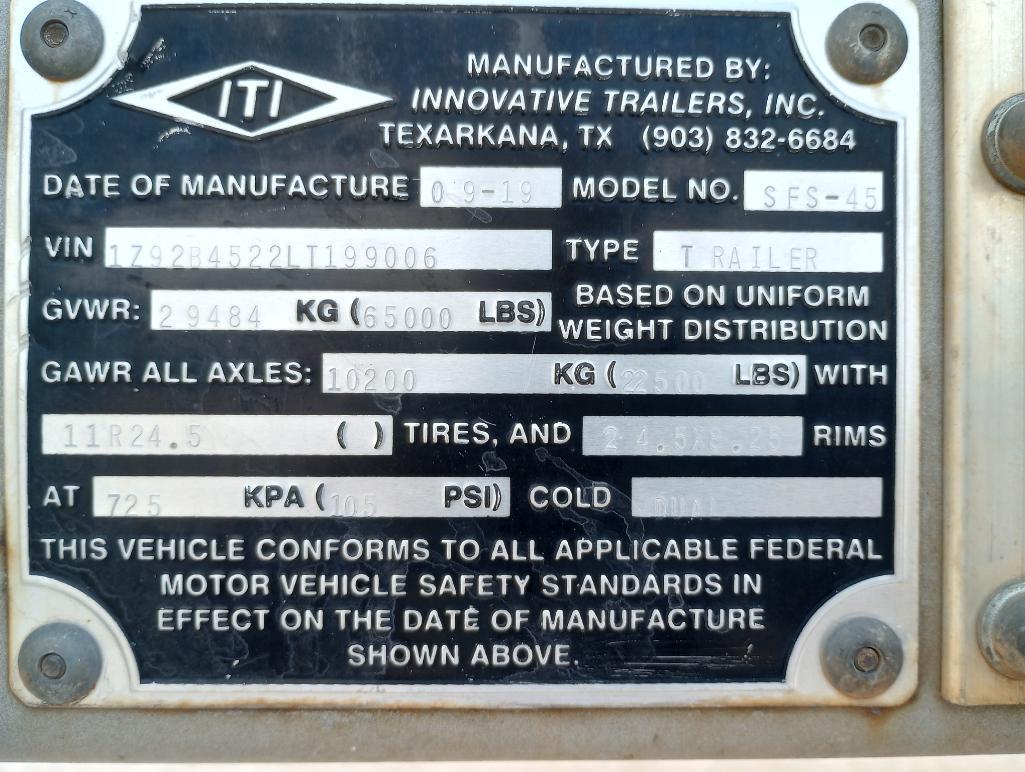 ITI
MANUFACTURED BY:
INNOVATIVE TRAILERS, INC.
TEXARKANA, TX (903) 832-6684
DATE OF MANUFACTURE 09-19 MODEL NO. SFS-45
VIN 1Z92B4522LT199006 TYPE TRAILER
GVWR: 29484 KG (65000 LBS) BASED ON UNIFORM
WEIGHT DISTRIBUTION
GAWR ALL AXLES: 10200 KG (22500 LBS) WITH
11R24.5 ( ) TIRES, AND 24.5X8.25 RIMS
AT 725 KPA (105 PSI) COLD DUAL
THIS VEHICLE CONFORMS TO ALL APPLICABLE FEDERAL
MOTOR VEHICLE SAFETY STANDARDS IN
EFFECT ON THE DATE OF MANUFACTURE
SHOWN ABOVE.